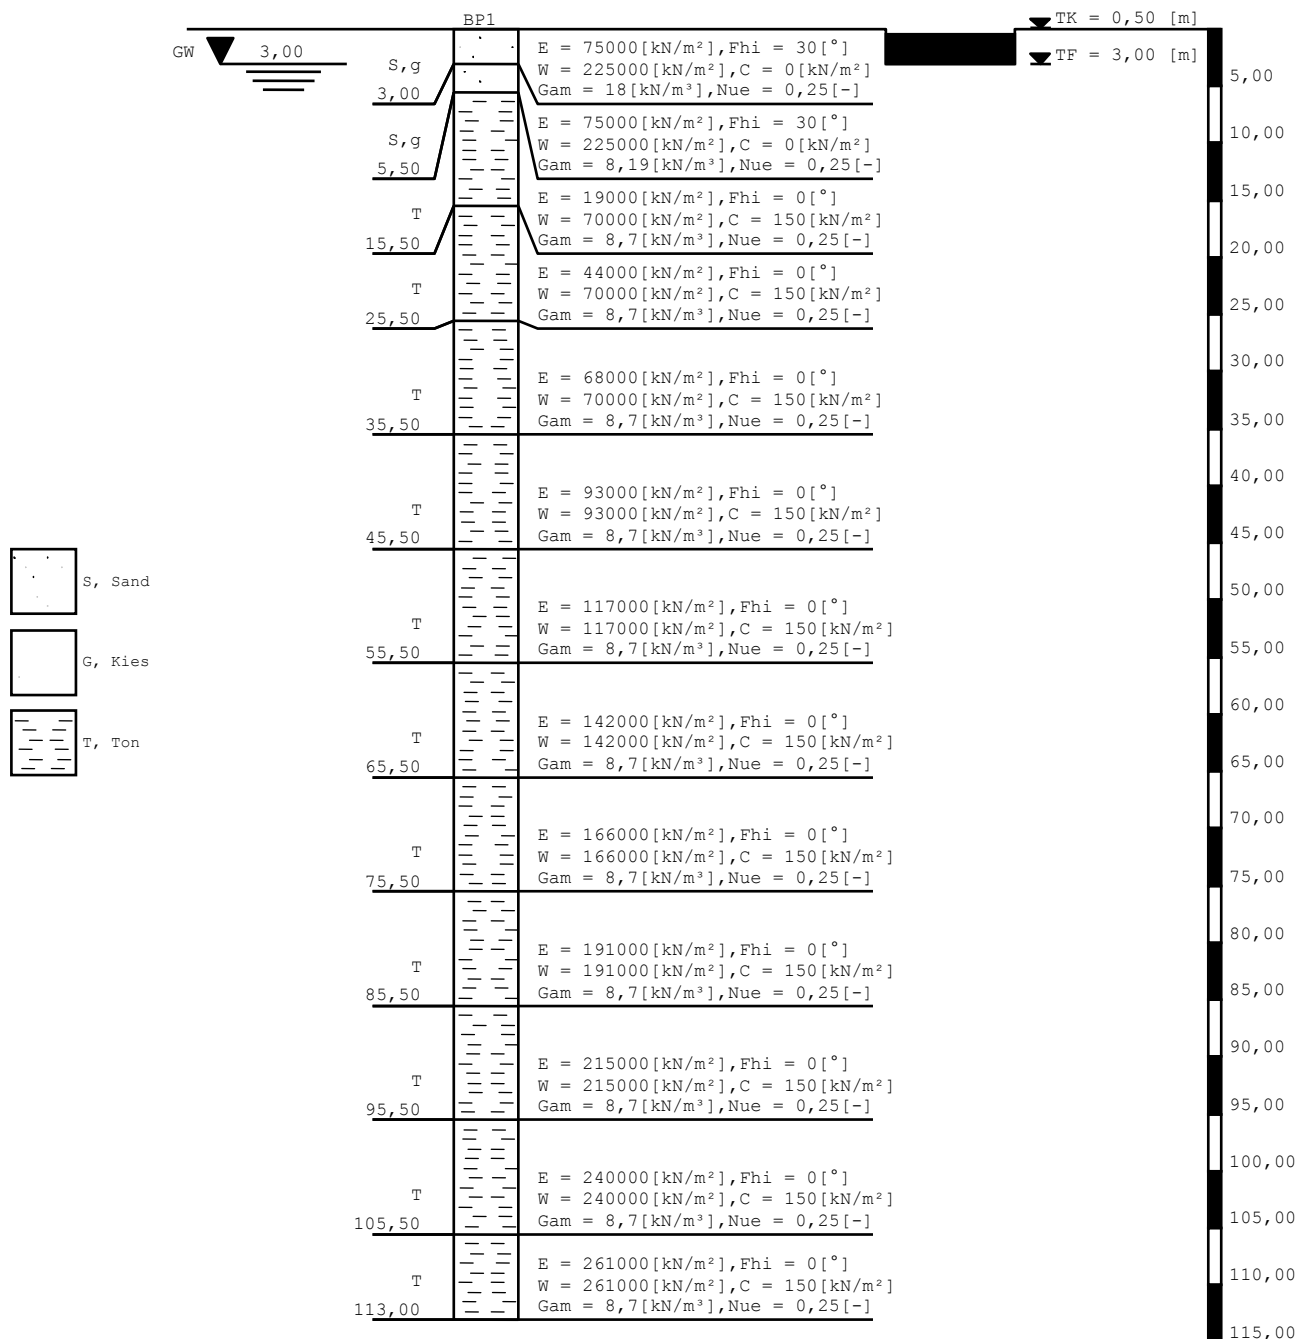 BP1
TK = 0,50 [m]
GW 3,00
TF = 3,00 [m]
S,g
3,00
E = 75000[kN/m²],Fhi = 30[°]
W = 225000[kN/m²],C = 0[kN/m²]
Gam = 18[kN/m³],Nue = 0,25[-]
S,g
5,50
E = 75000[kN/m²],Fhi = 30[°]
W = 225000[kN/m²],C = 0[kN/m²]
Gam = 8,19[kN/m³],Nue = 0,25[-]
T
15,50
E = 19000[kN/m²],Fhi = 0[°]
W = 70000[kN/m²],C = 150[kN/m²]
Gam = 8,7[kN/m³],Nue = 0,25[-]
T
25,50
E = 44000[kN/m²],Fhi = 0[°]
W = 70000[kN/m²],C = 150[kN/m²]
Gam = 8,7[kN/m³],Nue = 0,25[-]
T
35,50
E = 68000[kN/m²],Fhi = 0[°]
W = 70000[kN/m²],C = 150[kN/m²]
Gam = 8,7[kN/m³],Nue = 0,25[-]
T
45,50
E = 93000[kN/m²],Fhi = 0[°]
W = 93000[kN/m²],C = 150[kN/m²]
Gam = 8,7[kN/m³],Nue = 0,25[-]
T
55,50
E = 117000[kN/m²],Fhi = 0[°]
W = 117000[kN/m²],C = 150[kN/m²]
Gam = 8,7[kN/m³],Nue = 0,25[-]
T
65,50
E = 142000[kN/m²],Fhi = 0[°]
W = 142000[kN/m²],C = 150[kN/m²]
Gam = 8,7[kN/m³],Nue = 0,25[-]
T
75,50
E = 166000[kN/m²],Fhi = 0[°]
W = 166000[kN/m²],C = 150[kN/m²]
Gam = 8,7[kN/m³],Nue = 0,25[-]
T
85,50
E = 191000[kN/m²],Fhi = 0[°]
W = 191000[kN/m²],C = 150[kN/m²]
Gam = 8,7[kN/m³],Nue = 0,25[-]
T
95,50
E = 215000[kN/m²],Fhi = 0[°]
W = 215000[kN/m²],C = 150[kN/m²]
Gam = 8,7[kN/m³],Nue = 0,25[-]
T
105,50
E = 240000[kN/m²],Fhi = 0[°]
W = 240000[kN/m²],C = 150[kN/m²]
Gam = 8,7[kN/m³],Nue = 0,25[-]
T
113,00
E = 261000[kN/m²],Fhi = 0[°]
W = 261000[kN/m²],C = 150[kN/m²]
Gam = 8,7[kN/m³],Nue = 0,25[-]
S, Sand
G, Kies
T, Ton
5,00
10,00
15,00
20,00
25,00
30,00
35,00
40,00
45,00
50,00
55,00
60,00
65,00
70,00
75,00
80,00
85,00
90,00
95,00
100,00
105,00
110,00
115,00